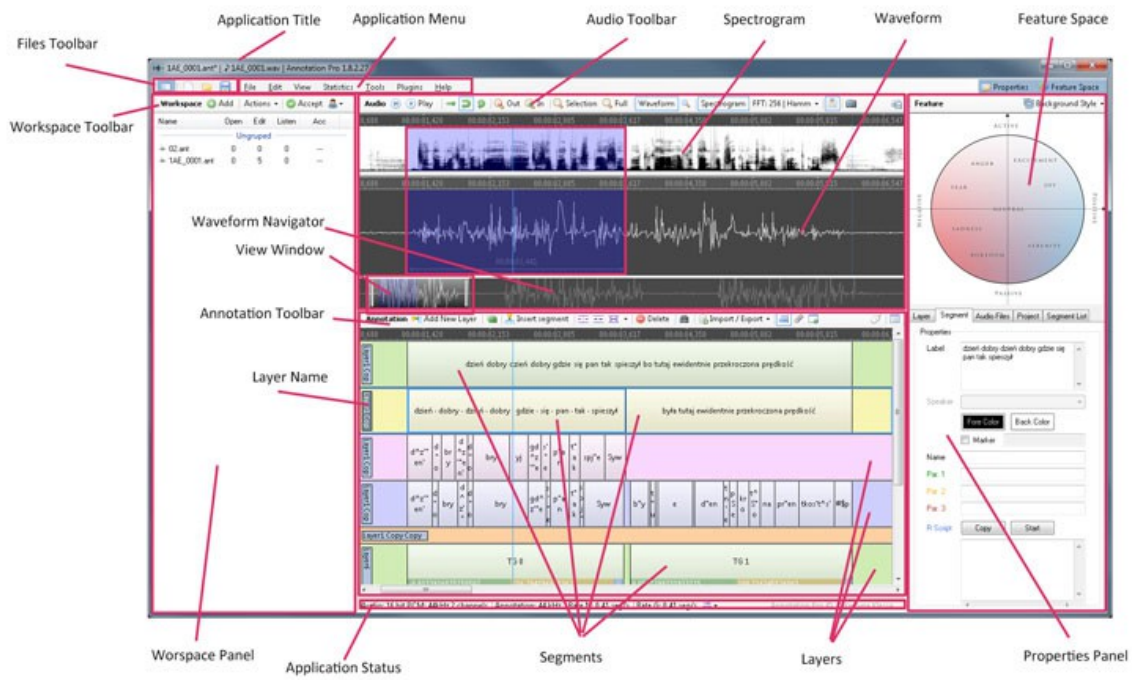 Application Title
Application Menu
Audio Toolbar
Spectrogram
Waveform
Feature Space
Files Toolbar
1AE_0001.ant* | 1AE_0001.wav | Annotation Pro 1.8.2.27
File Edit View Statistics Tools Plugins Help
Properties Feature Space
Workspace Toolbar
Workspace Add Actions Accept
Audio Play Out In Selection Full Waveform Spectrogram FFT: 256 | Hamm
Feature Background Style
Name Open Edit Listen Acc
Ungruped
02.ant 0 0 0 ---
1AE_0001.ant 0 5 0 ---
ACTIVE
ANGER EXCITEMENT
FEAR JOY
NEUTRAL
SADNESS
SERENITY
BOREDOM
PASSIVE
Waveform Navigator
View Window
Annotation Toolbar
Annotation Add New Layer Insert segment Delete Import / Export
Layer Segment Audio Files Project Segment List
Properties
Label dzień dobry dzień dobry gdzie się
pan tak spieszył
Speaker
Fore Color Back Color
Marker
Name
Par. 1
Par. 2
Par. 3
R Script Copy Start
Layer Name
dzień dobry dzień dobry gdzie się pan tak spieszył bo tutaj ewidentnie przekroczona prędkość
dzień - dobry - dzień - dobry - gdzie - się - pan - tak - spieszył
była tutaj ewidentnie przekroczona prędkość
Layer1 Copy Copy
TG 0
TG 1
Worspace Panel
Application Status
Segments
Layers
Properties Panel